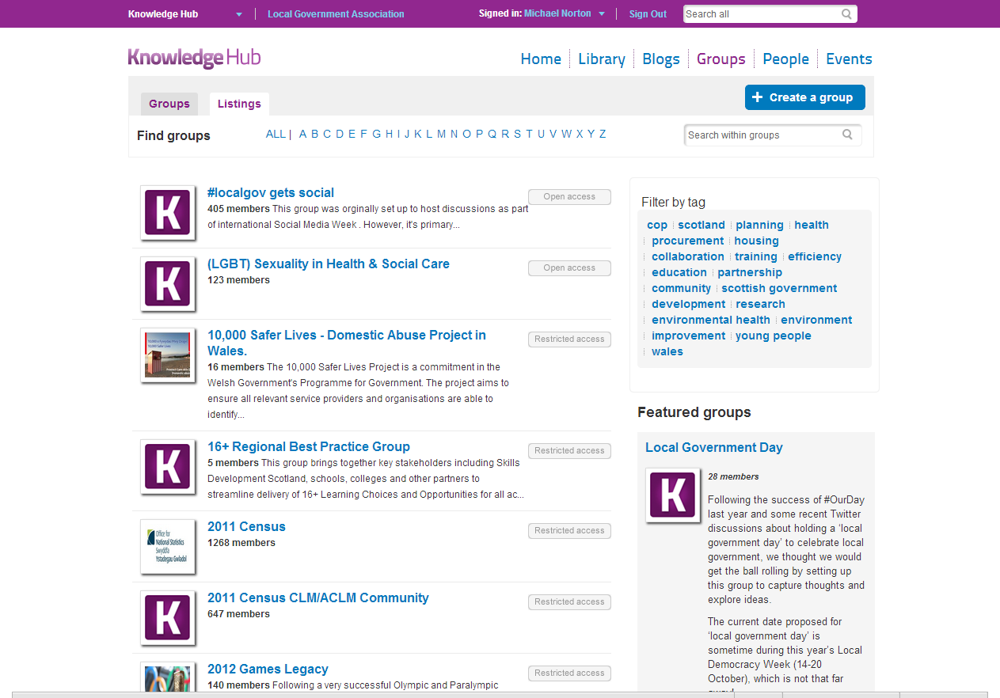 Knowledge Hub
Local Government Association
Signed in: Michael Norton
Sign Out
Search all
Knowledge Hub
Home Library Blogs Groups People Events
Groups
Listings
+ Create a group
Find groups
ALL | A B C D E F G H I J K L M N O P Q R S T U V W X Y Z
Search within groups
K
#localgov gets social
405 members This group was orginally set up to host discussions as part
of international Social Media Week . However, it's primary...
Open access
K
(LGBT) Sexuality in Health & Social Care
123 members
Open access
10,000 Safer Lives - Domestic Abuse Project in
Wales.
16 members The 10,000 Safer Lives Project is a commitment in the
Welsh Government's Programme for Government. The project aims to
ensure all relevant service providers and organisations are able to
identify...
Restricted access
K
16+ Regional Best Practice Group
5 members This group brings together key stakeholders including Skills
Development Scotland, schools, colleges and other partners to
streamline delivery of 16+ Learning Choices and Opportunities for all ac...
Restricted access
Office for
National Statistics
Swyddfa
Ystadegau Gwladol
2011 Census
1268 members
Restricted access
K
2011 Census CLM/ACLM Community
647 members
Restricted access
2012 Games Legacy
140 members Following a very successful Olympic and Paralympic
Restricted access
Filter by tag
cop scotland planning health
procurement housing
collaboration training efficiency
education partnership
community scottish government
development research
environmental health environment
improvement young people
wales
Featured groups
Local Government Day
K
28 members
Following the success of #OurDay
last year and some recent Twitter
discussions about holding a ‘local
government day’ to celebrate local
government, we thought we would
get the ball rolling by setting up
this group to capture thoughts and
explore ideas.
The current date proposed for
‘local government day’ is
sometime during this year’s Local
Democracy Week (14-20
October), which is not that far